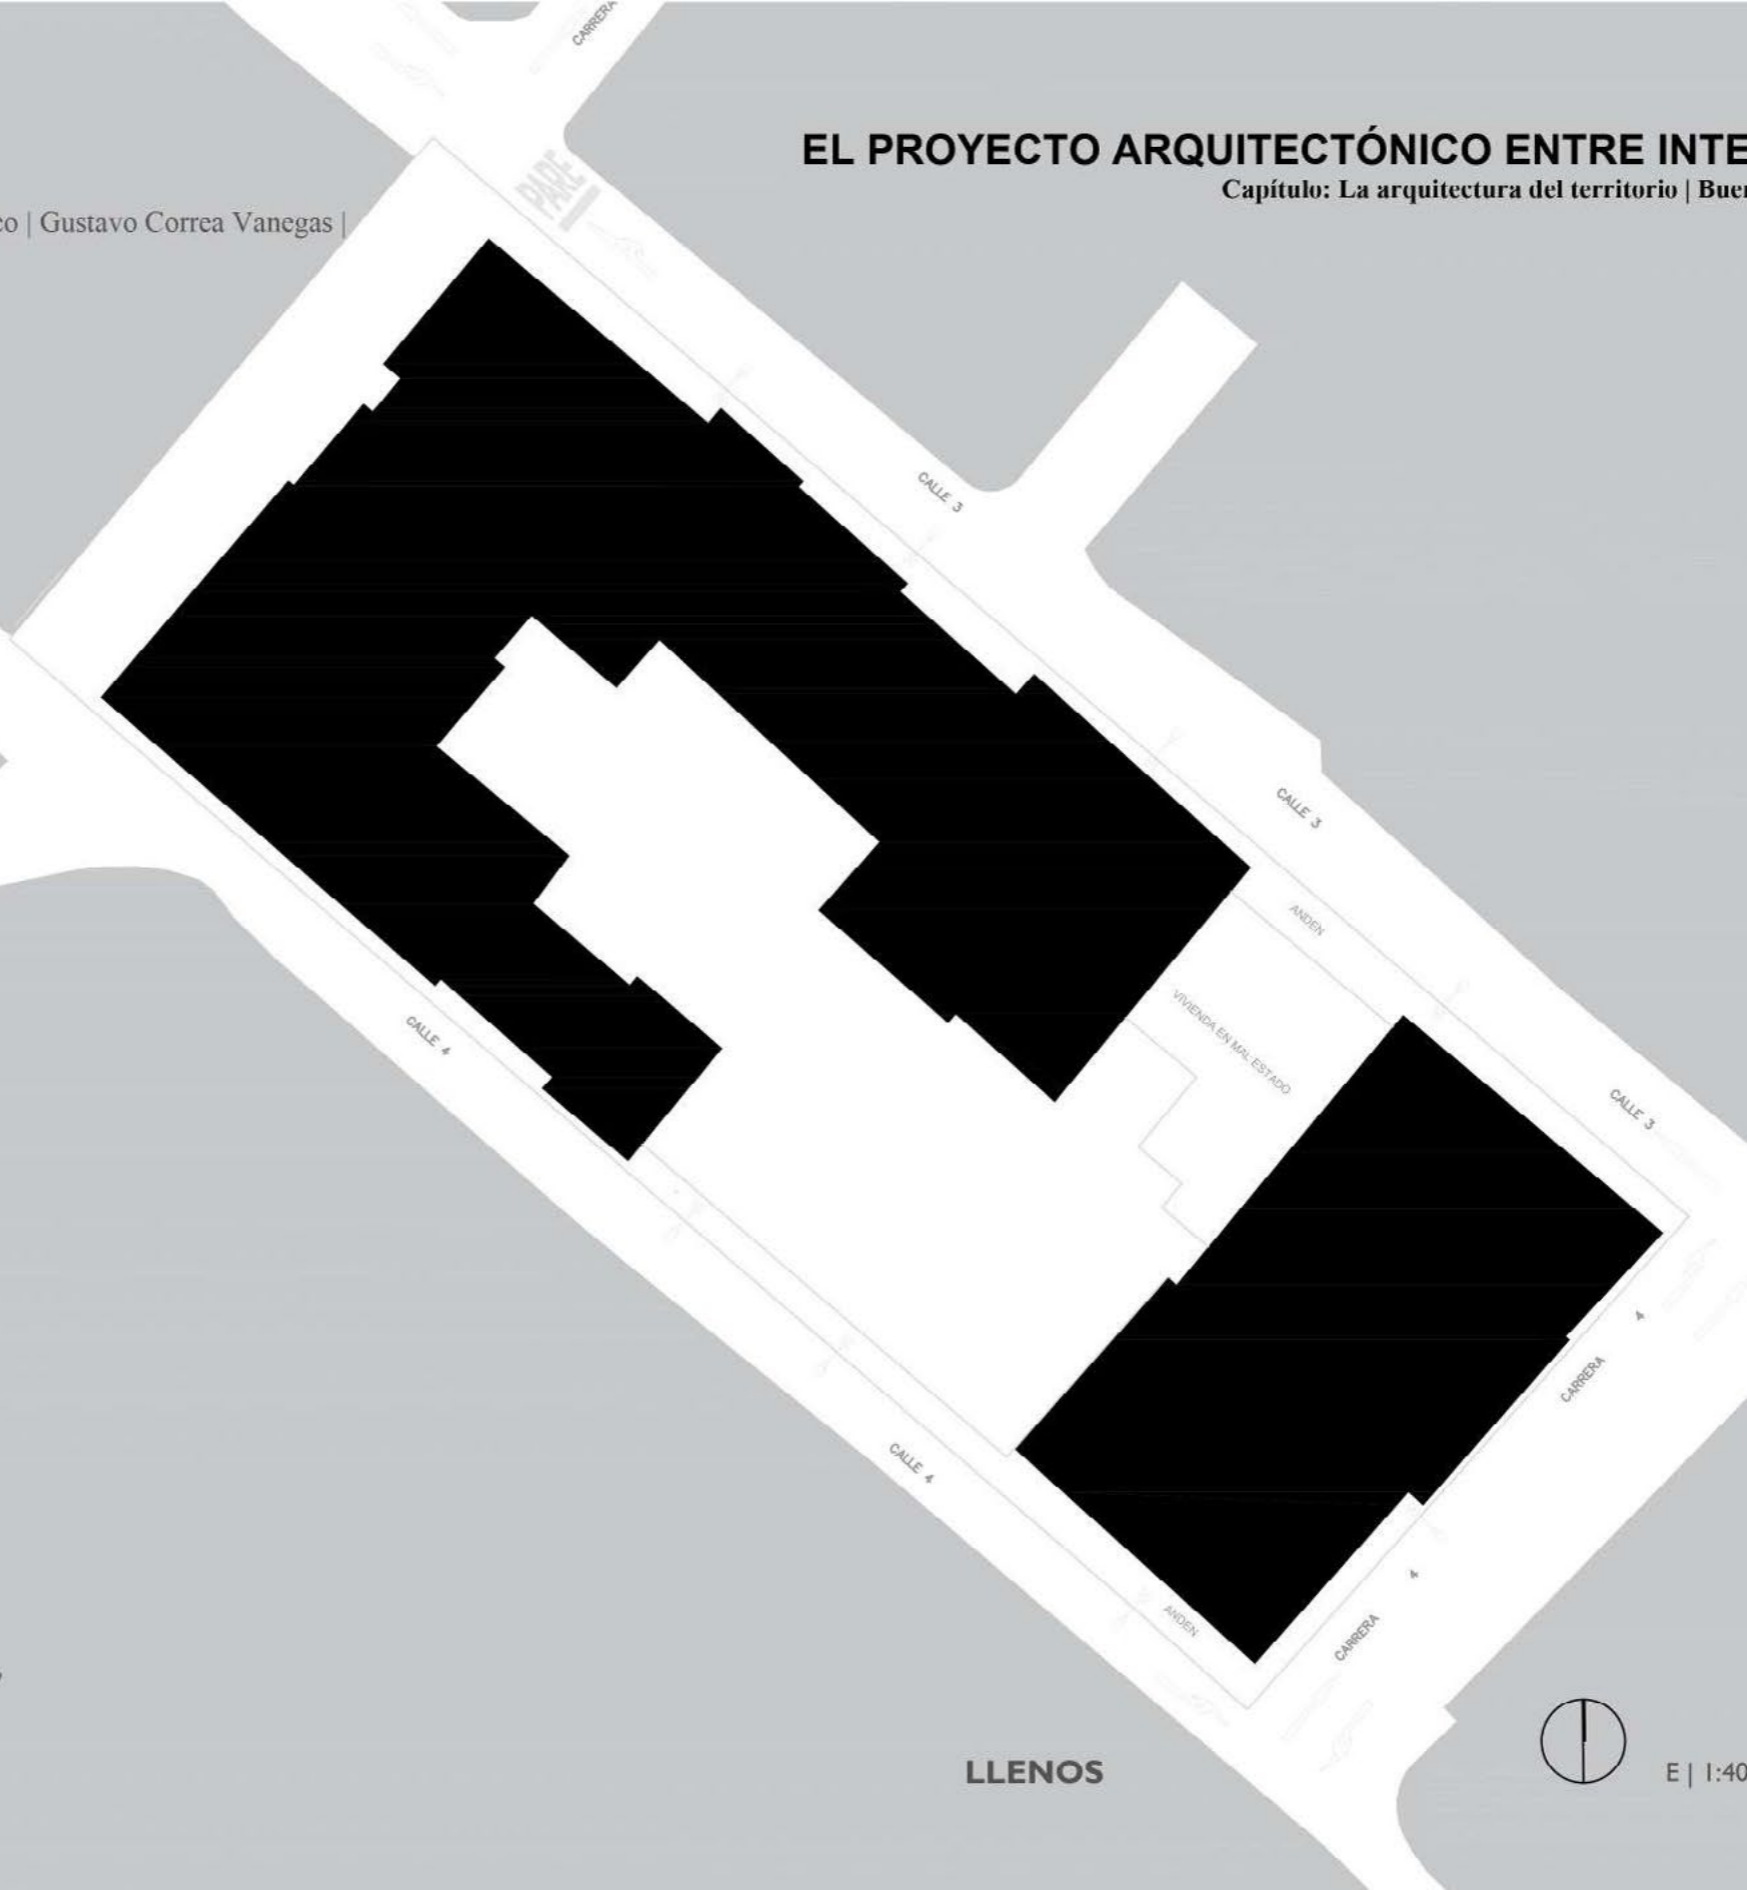 CARRERA
EL PROYECTO ARQUITECTÓNICO ENTRE INTE
Capítulo: La arquitectura del territorio | Buer
co | Gustavo Correa Vanegas |
PARE
CALLE 3
CALLE 3
ANDEN
VIVIENDA EN MAL ESTADO
CALLE 4
CALLE 3
4
CARRERA
CALLE 4
4
CARRERA
ANDEN
LLENOS
E | 1:40